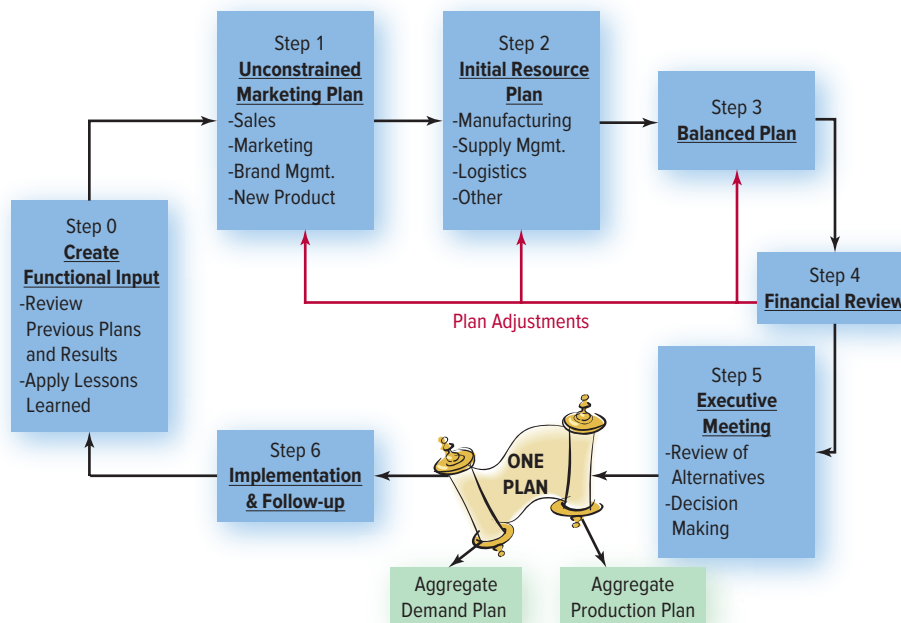 Step 1
Unconstrained
Marketing Plan
-Sales
-Marketing
-Brand Mgmt.
-New Product
Step 2
Initial Resource
Plan
-Manufacturing
-Supply Mgmt.
-Logistics
-Other
Step 3
Balanced Plan
Step 0
Create
Functional Input
-Review
Previous Plans
and Results
-Apply Lessons
Learned
Step 4
Financial Review
Plan Adjustments
Step 5
Executive
Meeting
-Review of
Alternatives
-Decision
Making
ONE
PLAN
Step 6
Implementation
& Follow-up
Aggregate
Demand Plan
Aggregate
Production Plan